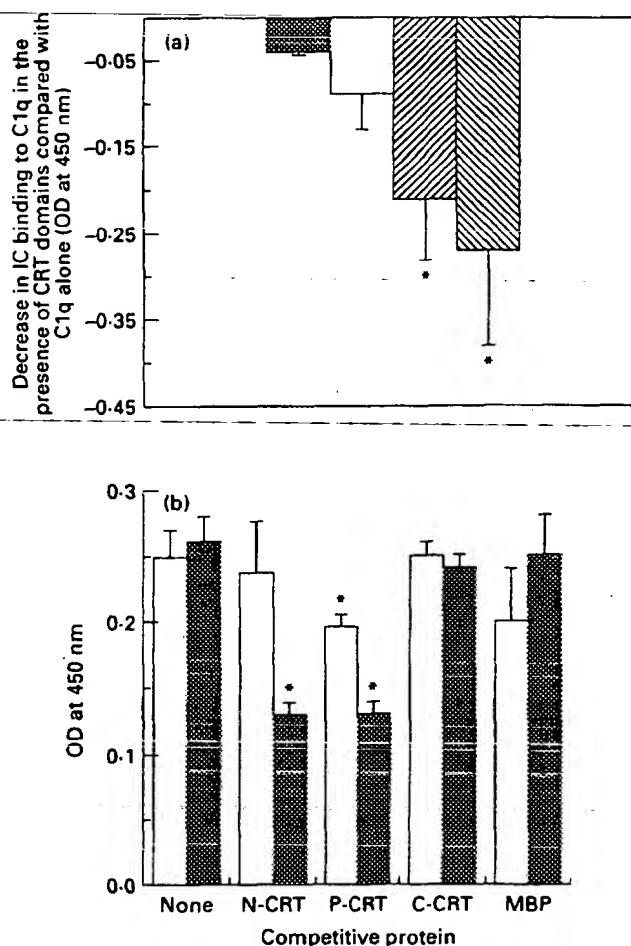 Decrease in IC binding to C1q in the
presence of CRT domains compared with
C1q alone (OD at 450 nm)
(a)
−0·05
−0·15
−0·25
−0·35
−0·45
*
*
(b)
OD at 450 nm
0·3
0·2
0·1
0·0
*
*
*
None N-CRT P-CRT C-CRT MBP
Competitive protein